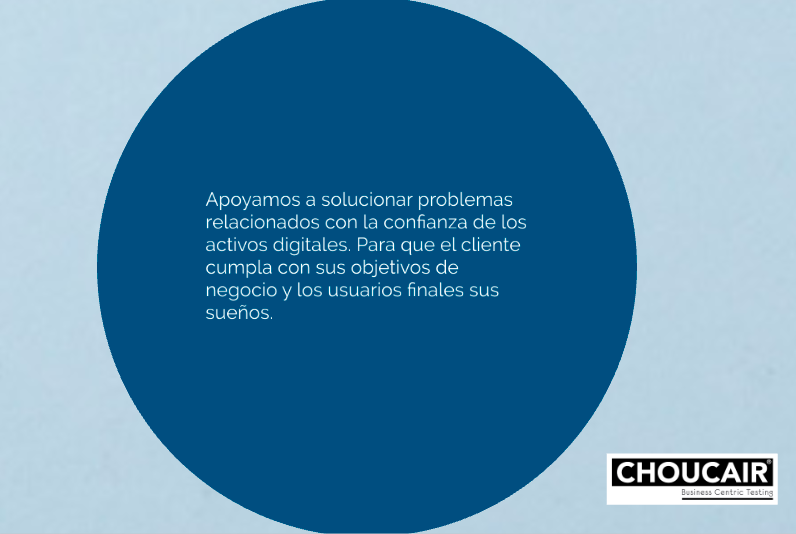 Apoyamos a solucionar problemas
relacionados con la confianza de los
activos digitales. Para que el cliente
cumpla con sus objetivos de
negocio y los usuarios finales sus
sueños.
CHOUCAIR®
Business Centric Testing